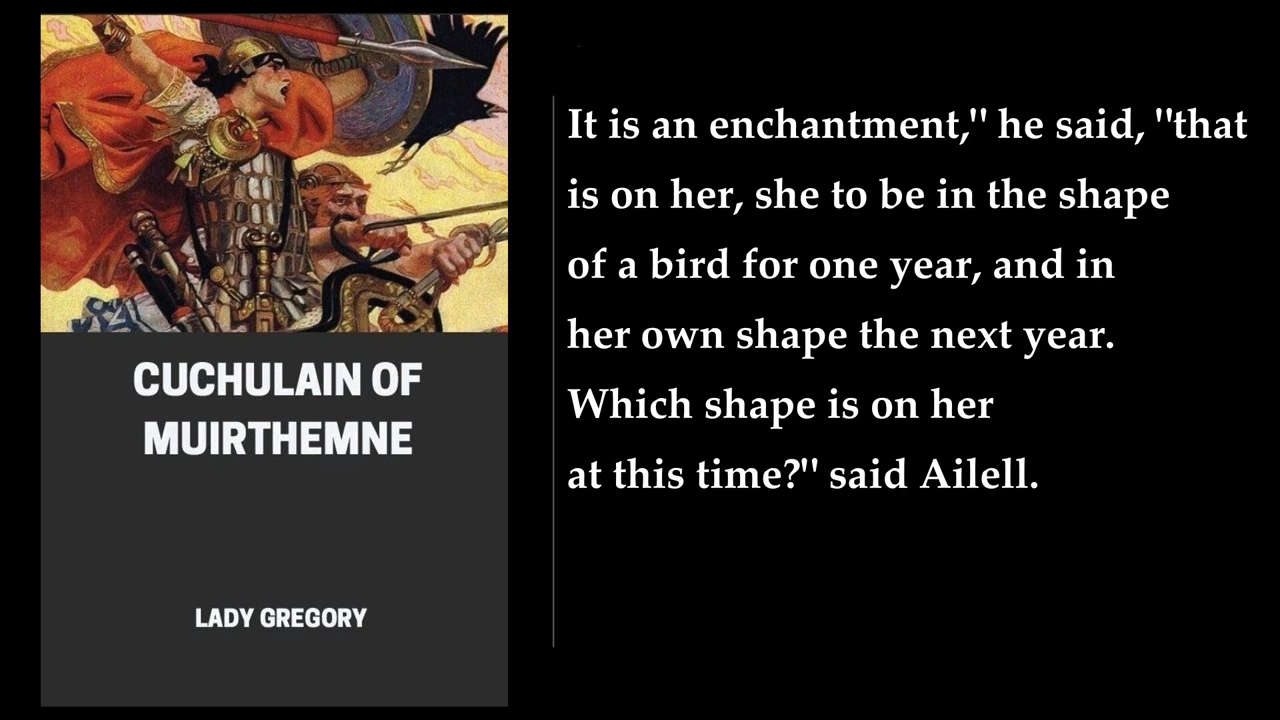 CUCHULAIN OF
MUIRTHEMNE
LADY GREGORY
It is an enchantment,'' he said, ''that
is on her, she to be in the shape
of a bird for one year, and in
her own shape the next year.
Which shape is on her
at this time?'' said Ailell.